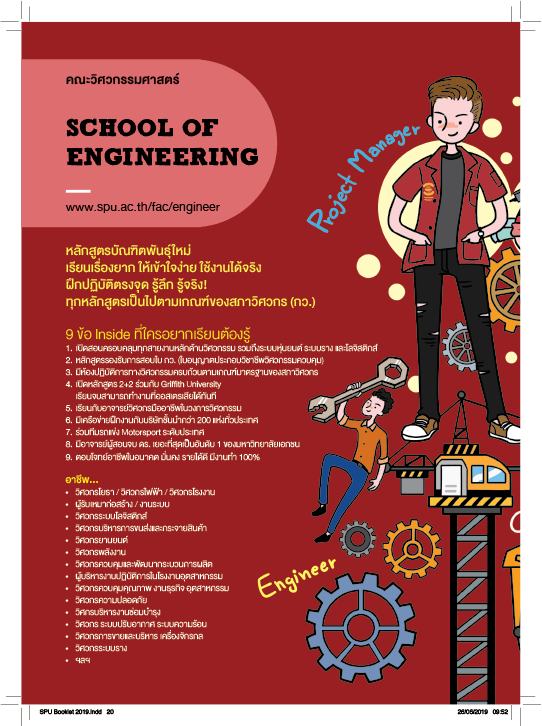 คณะวิศวกรรมศาสตร์
SCHOOL OF
ENGINEERING
www.spu.ac.th/fac/engineer
Project Manager
หลักสูตรบัณฑิตพันธุ์ใหม่
เรียนเรื่องยาก ให้เข้าใจง่าย ใช้งานได้จริง
ฝึกปฏิบัติตรงจุด รู้ลึก รู้จริง!
ทุกหลักสูตรเป็นไปตามเกณฑ์ของสภาวิศวกร (กว.)
9 ข้อ Inside ที่ใครอยากเรียนต้องรู้
1. เปิดสอนครอบคลุมทุกสายงานหลักด้านวิศวกรรม รวมถึงระบบหุ่นยนต์ ระบบราง และโลจิสติกส์
2. หลักสูตรรองรับการสอบใบ กว. (ใบอนุญาตประกอบวิชาชีพวิศวกรรมควบคุม)
3. มีห้องปฏิบัติการทางวิศวกรรมครบถ้วนตามเกณฑ์มาตรฐานของสภาวิศวกร
4. เปิดหลักสูตร 2+2 ร่วมกับ Griffith University
เรียนจบสามารถทำงานที่ออสเตรเลียได้ทันที
5. เรียนกับอาจารย์วิศวกรมืออาชีพในวงการวิศวกรรม
6. มีเครือข่ายฝึกงานกับบริษัทชั้นนำกว่า 200 แห่งทั่วประเทศ
7. ร่วมทีมรถแข่ง Motorsport ระดับประเทศ
8. มีอาจารย์ผู้สอนจบ ดร. เยอะที่สุดเป็นอันดับ 1 ของมหาวิทยาลัยเอกชน
9. ตอบโจทย์อาชีพในอนาคต มั่นคง รายได้ดี มีงานทำ 100%
อาชีพ...
• วิศวกรโยธา / วิศวกรไฟฟ้า / วิศวกรโรงงาน
• ผู้รับเหมาก่อสร้าง / งานระบบ
• วิศวกรระบบโลจิสติกส์
• วิศวกรบริหารการขนส่งและกระจายสินค้า
• วิศวกรยานยนต์
• วิศวกรพลังงาน
• วิศวกรควบคุมและพัฒนากระบวนการผลิต
• ผู้บริหารงานปฏิบัติการในโรงงานอุตสาหกรรม
• วิศวกรควบคุมคุณภาพ งานธุรกิจ อุตสาหกรรม
• วิศวกรความปลอดภัย
• วิศกรบริหารงานซ่อมบำรุง
• วิศวกร ระบบปรับอากาศ ระบบความร้อน
• วิศวกรการขายและบริหาร เครื่องจักรกล
• วิศวกรระบบราง
• ฯลฯ
Engineer
SPU Booklet 2019.indd 20
26/08/2019 09:52